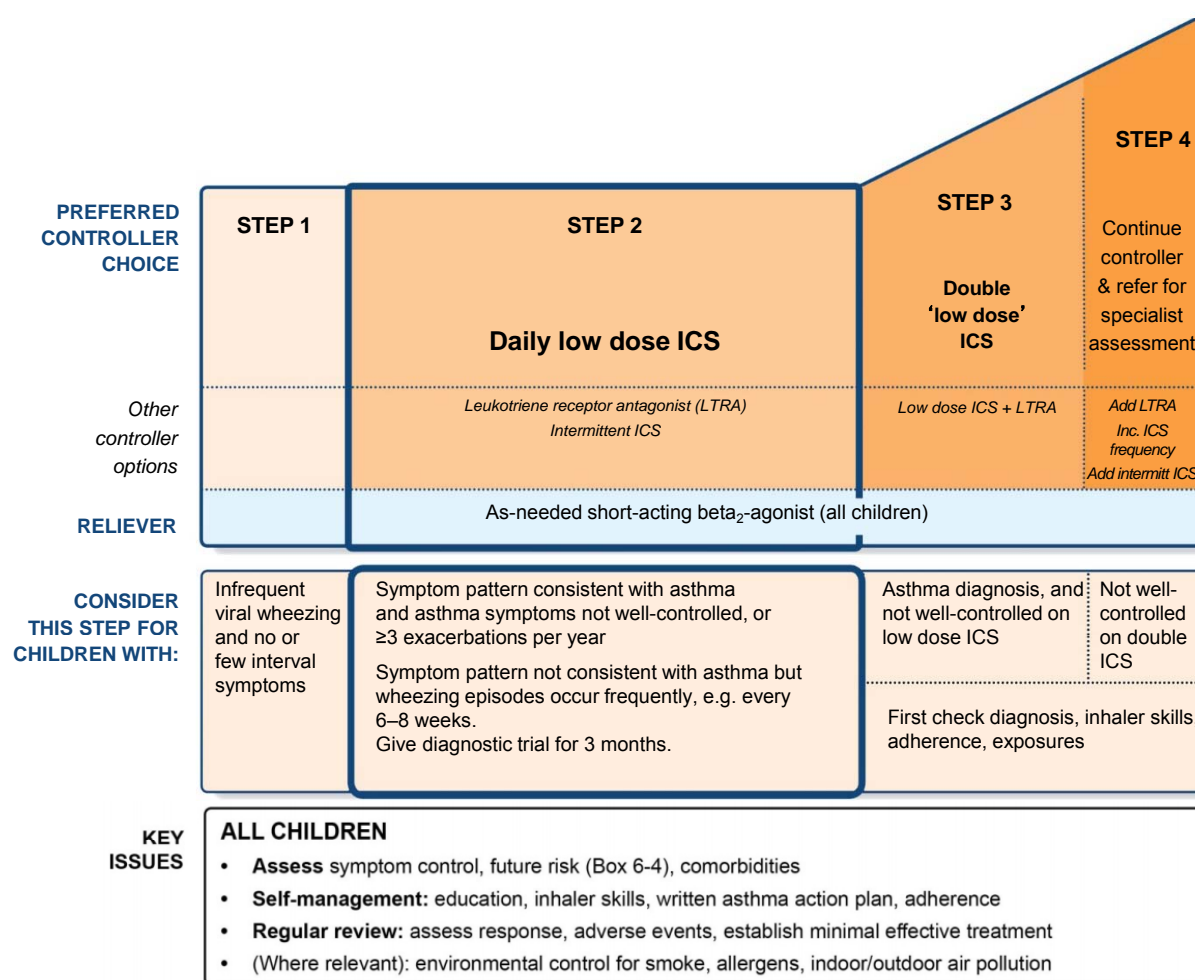 PREFERRED
CONTROLLER
CHOICE
STEP 1
STEP 2
Daily low dose ICS
STEP 3
Double
‘low dose’
ICS
STEP 4
Continue
controller
& refer for
specialist
assessment
Other
controller
options
Leukotriene receptor antagonist (LTRA)
Intermittent ICS
Low dose ICS + LTRA
Add LTRA
Inc. ICS
frequency
Add intermitt ICS
RELIEVER
As-needed short-acting beta₂-agonist (all children)
CONSIDER
THIS STEP FOR
CHILDREN WITH:
Infrequent
viral wheezing
and no or
few interval
symptoms
Symptom pattern consistent with asthma
and asthma symptoms not well-controlled, or
≥3 exacerbations per year
Symptom pattern not consistent with asthma but
wheezing episodes occur frequently, e.g. every
6–8 weeks.
Give diagnostic trial for 3 months.
Asthma diagnosis, and
not well-controlled on
low dose ICS
Not well-
controlled
on double
ICS
First check diagnosis, inhaler skills,
adherence, exposures
KEY
ISSUES
ALL CHILDREN
• Assess symptom control, future risk (Box 6-4), comorbidities
• Self-management: education, inhaler skills, written asthma action plan, adherence
• Regular review: assess response, adverse events, establish minimal effective treatment
• (Where relevant): environmental control for smoke, allergens, indoor/outdoor air pollution